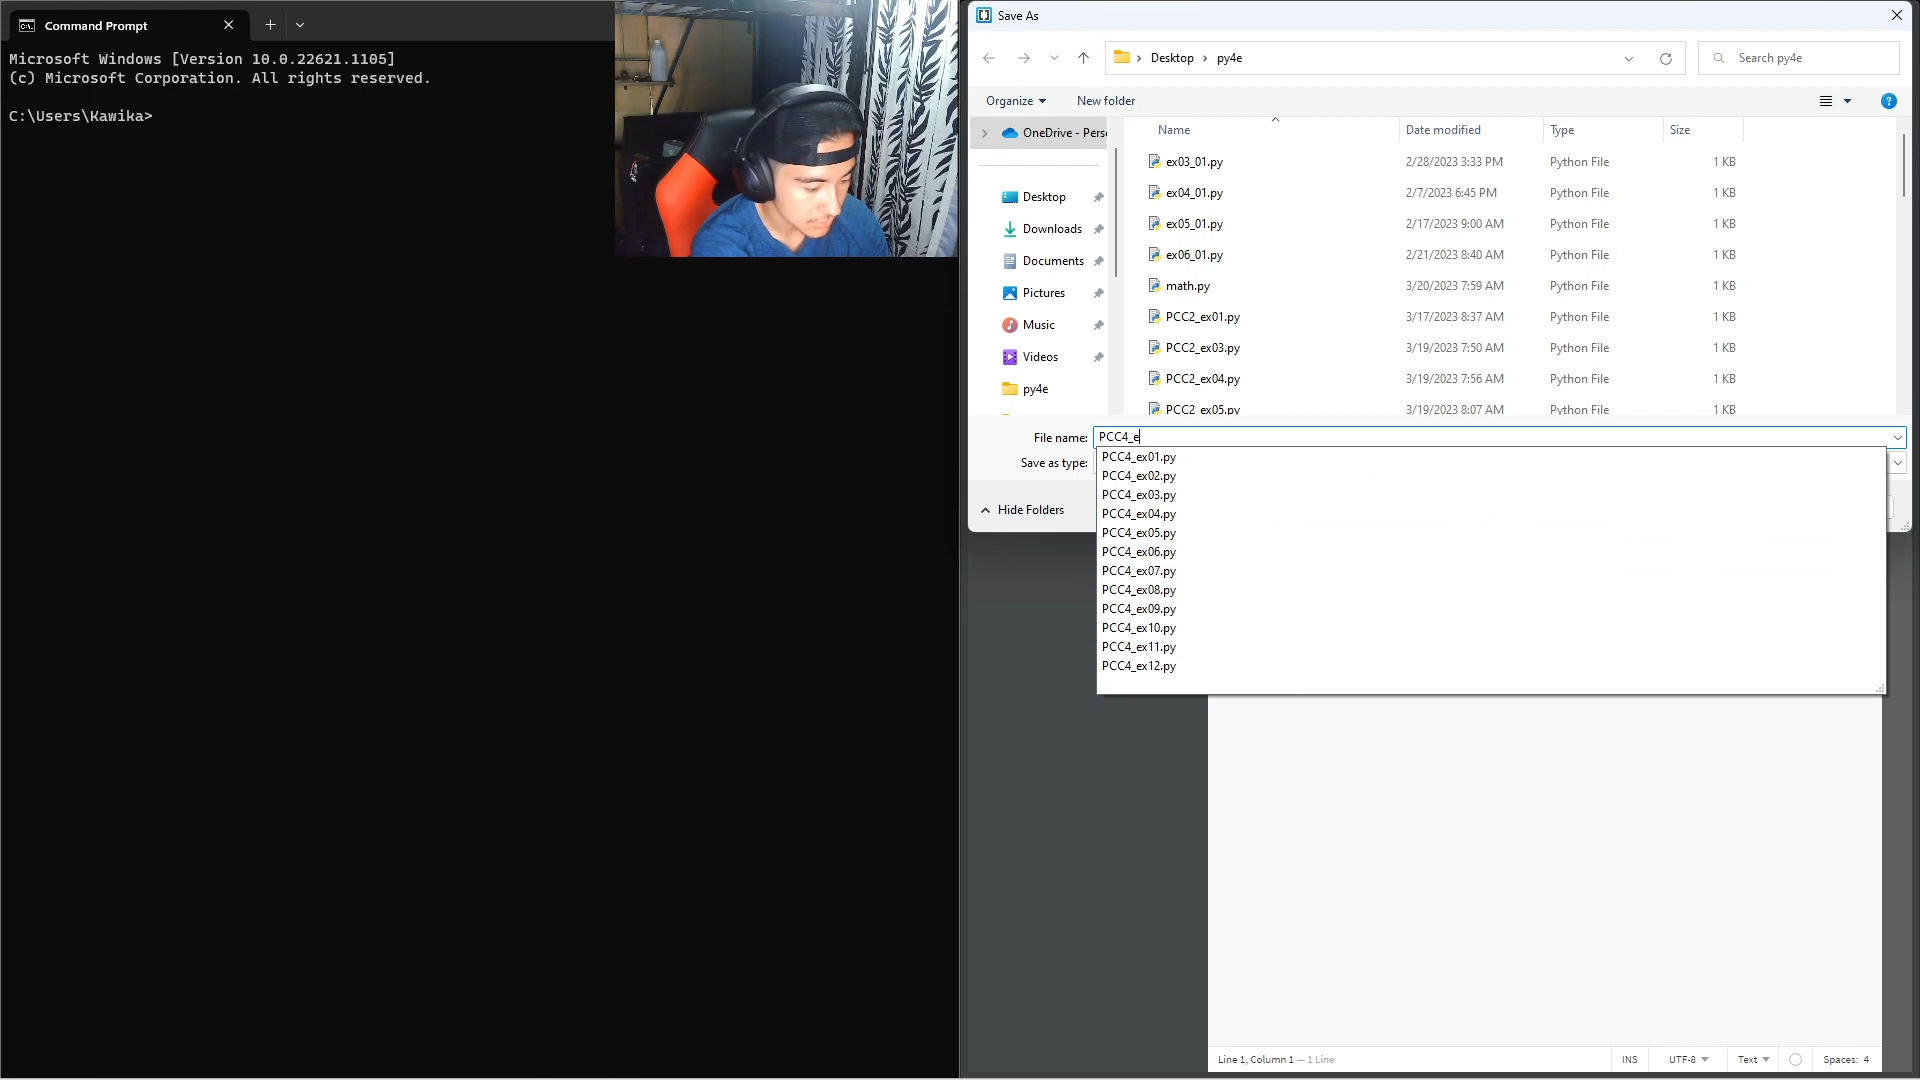 Command Prompt
Microsoft Windows [Version 10.0.22621.1105]
(c) Microsoft Corporation. All rights reserved.
C:\Users\Kawika>
Save As
Desktop > py4e
Search py4e
Organize
New folder
OneDrive - Pers
Desktop
Downloads
Documents
Pictures
Music
Videos
py4e
Name Date modified Type Size
ex03_01.py 2/28/2023 3:33 PM Python File 1 KB
ex04_01.py 2/7/2023 6:45 PM Python File 1 KB
ex05_01.py 2/17/2023 9:00 AM Python File 1 KB
ex06_01.py 2/21/2023 8:40 AM Python File 1 KB
math.py 3/20/2023 7:59 AM Python File 1 KB
PCC2_ex01.py 3/17/2023 8:37 AM Python File 1 KB
PCC2_ex03.py 3/19/2023 7:50 AM Python File 1 KB
PCC2_ex04.py 3/19/2023 7:56 AM Python File 1 KB
PCC2_ex05.py 3/19/2023 8:07 AM Python File 1 KB
File name: PCC4_e
Save as type:
PCC4_ex01.py
PCC4_ex02.py
PCC4_ex03.py
PCC4_ex04.py
PCC4_ex05.py
PCC4_ex06.py
PCC4_ex07.py
PCC4_ex08.py
PCC4_ex09.py
PCC4_ex10.py
PCC4_ex11.py
PCC4_ex12.py
Hide Folders
Line 1, Column 1 — 1 Line
INS
UTF-8
Text
Spaces: 4